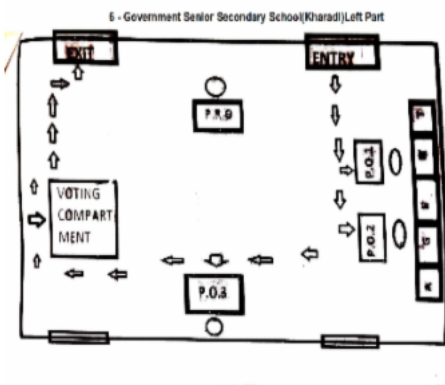 6 - Government Senior Secondary School(Kharadi)Left Part
EXIT
ENTRY
P.R.O
P.O.1
VOTING
COMPART
MENT
P.O.2
P.O.3